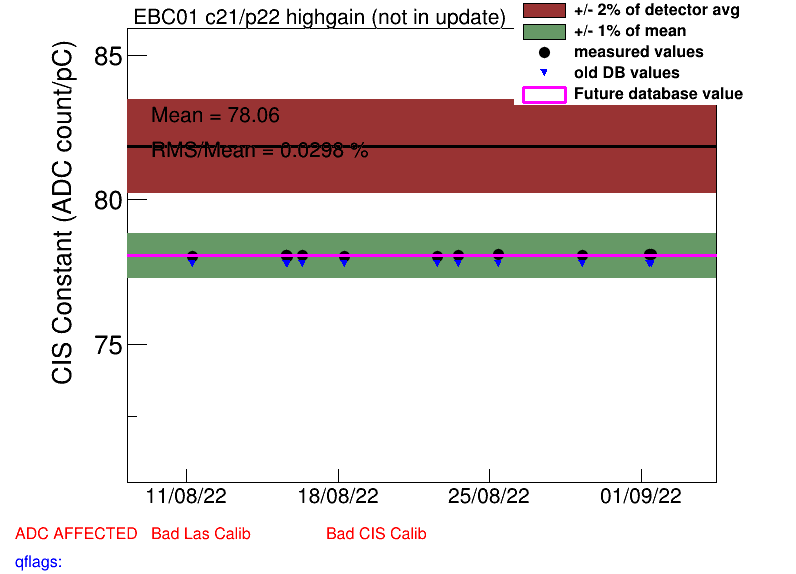 EBC01 c21/p22 highgain (not in update)
+/- 2% of detector avg
+/- 1% of mean
measured values
old DB values
Future database value
Mean = 78.06
RMS/Mean = 0.0298 %
CIS Constant (ADC count/pC)
85
80
75
11/08/22 18/08/22 25/08/22 01/09/22
ADC AFFECTED Bad Las Calib Bad CIS Calib
qflags: